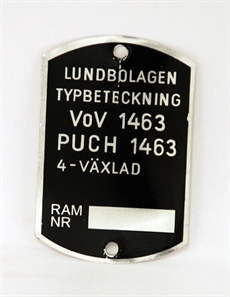 LUNDBOLAGEN
TYPBETECKNING
VoV 1463
PUCH 1463
4-VÄXLAD
RAM
NR